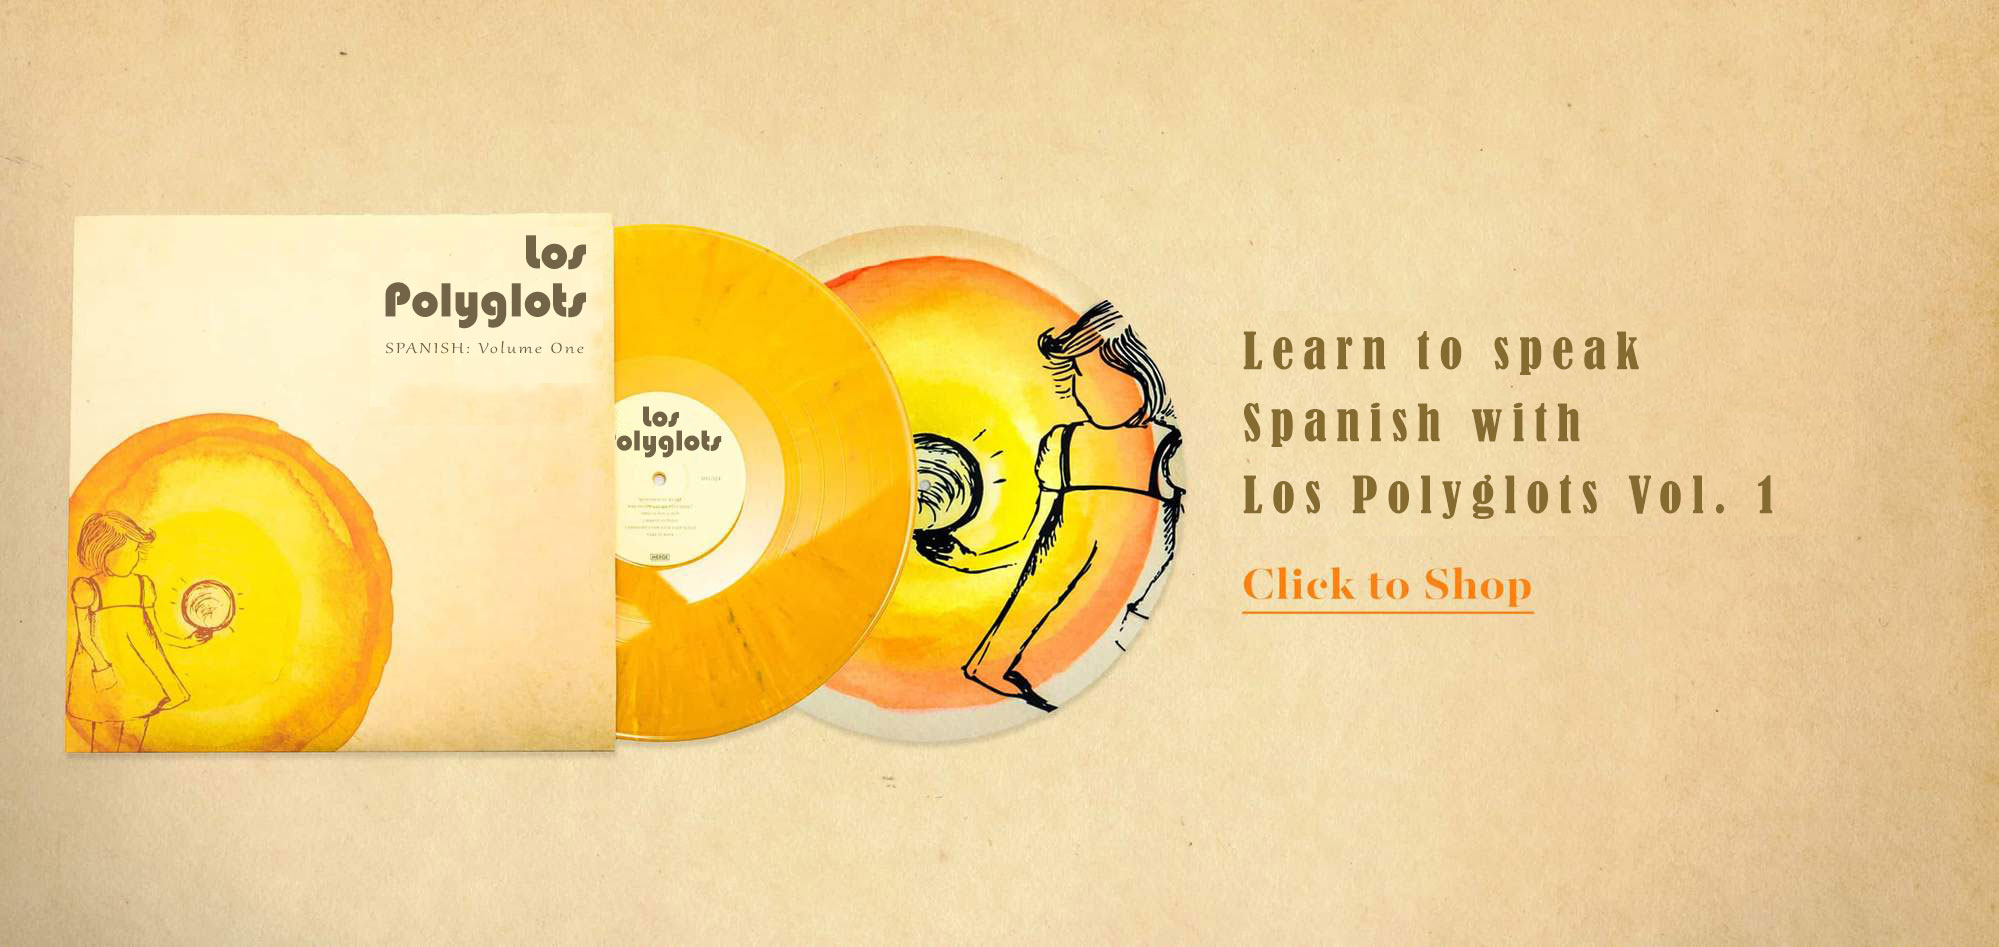 Los
Polyglots
SPANISH: Volume One
Los
olyglots
MERGE
Learn to speak
Spanish with
Los Polyglots Vol. 1
Click to Shop